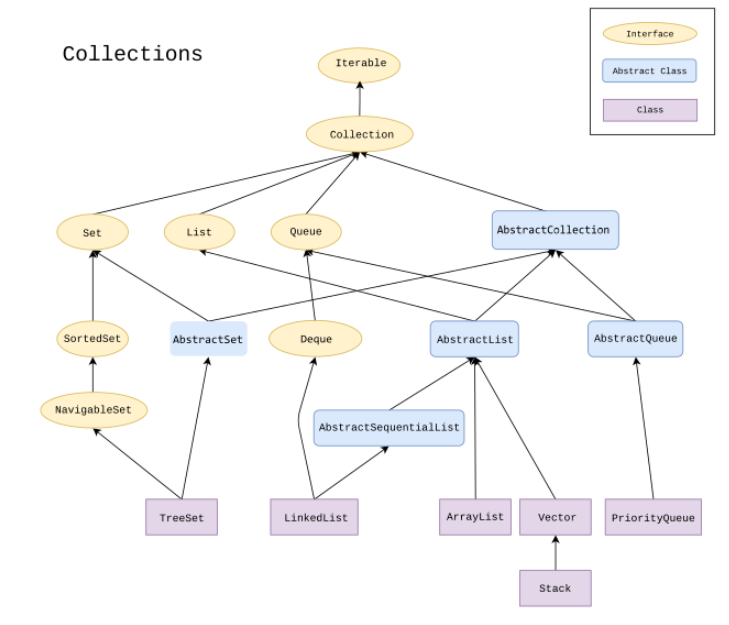 Collections
Interface
Abstract Class
Class
Iterable
Collection
Set
List
Queue
AbstractCollection
SortedSet
AbstractSet
Deque
AbstractList
AbstractQueue
NavigableSet
AbstractSequentialList
TreeSet
LinkedList
ArrayList
Vector
PriorityQueue
Stack